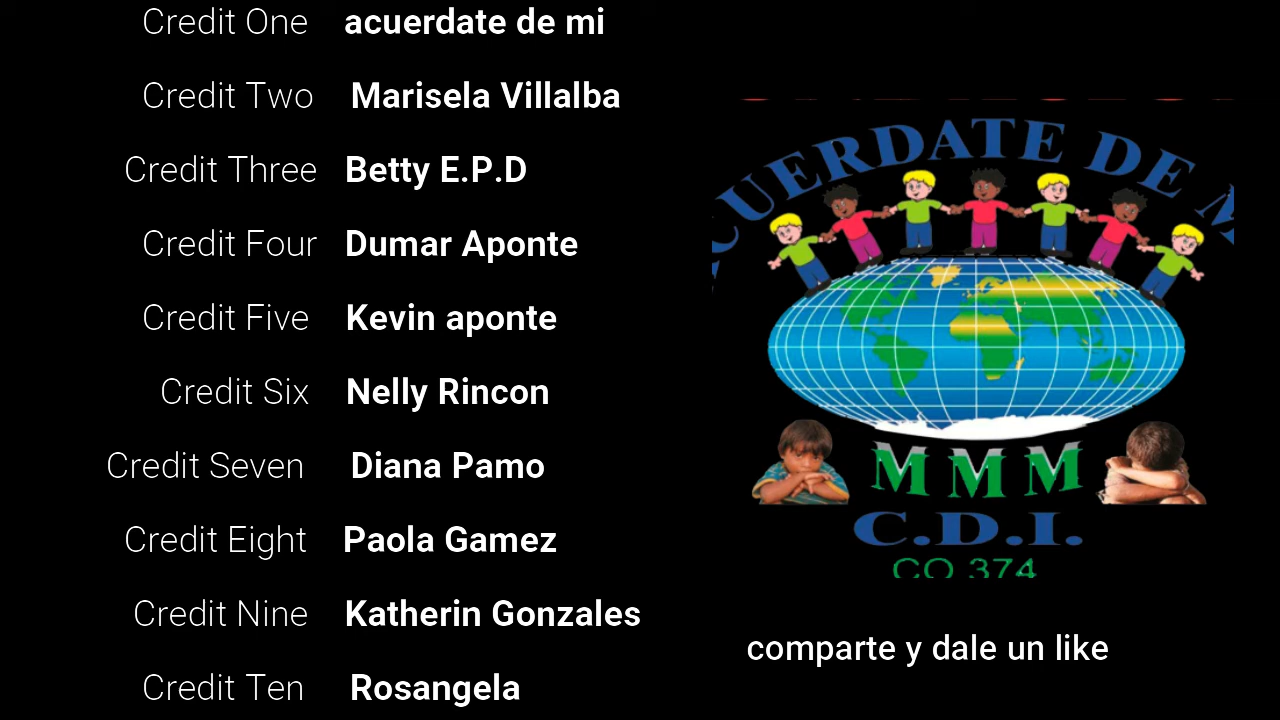 Credit One acuerdate de mi
Credit Two Marisela Villalba
Credit Three Betty E.P.D
Credit Four Dumar Aponte
Credit Five Kevin aponte
Credit Six Nelly Rincon
Credit Seven Diana Pamo
Credit Eight Paola Gamez
Credit Nine Katherin Gonzales
Credit Ten Rosangela
CUERDATE DE M
MMM
C.D.I.
CO 374
comparte y dale un like